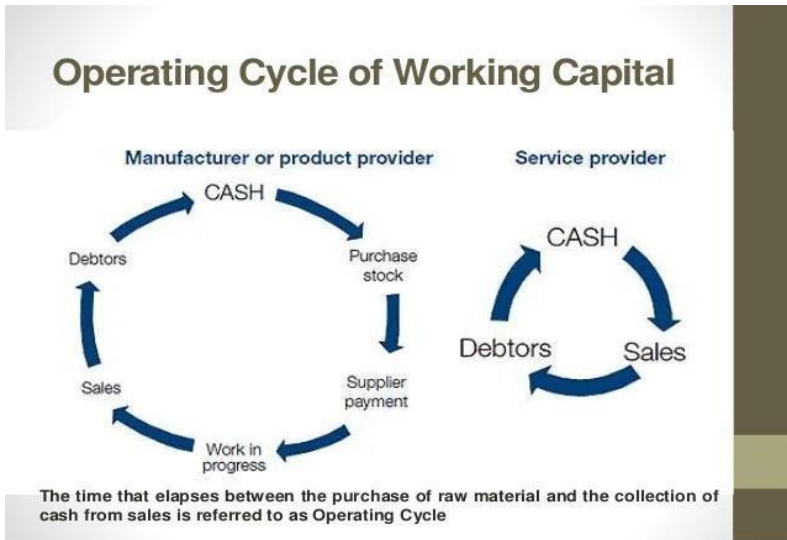 Operating Cycle of Working Capital
Manufacturer or product provider
CASH
Purchase
stock
Supplier
payment
Work in
progress
Sales
Debtors
Service provider
CASH
Sales
Debtors
The time that elapses between the purchase of raw material and the collection of
cash from sales is referred to as Operating Cycle